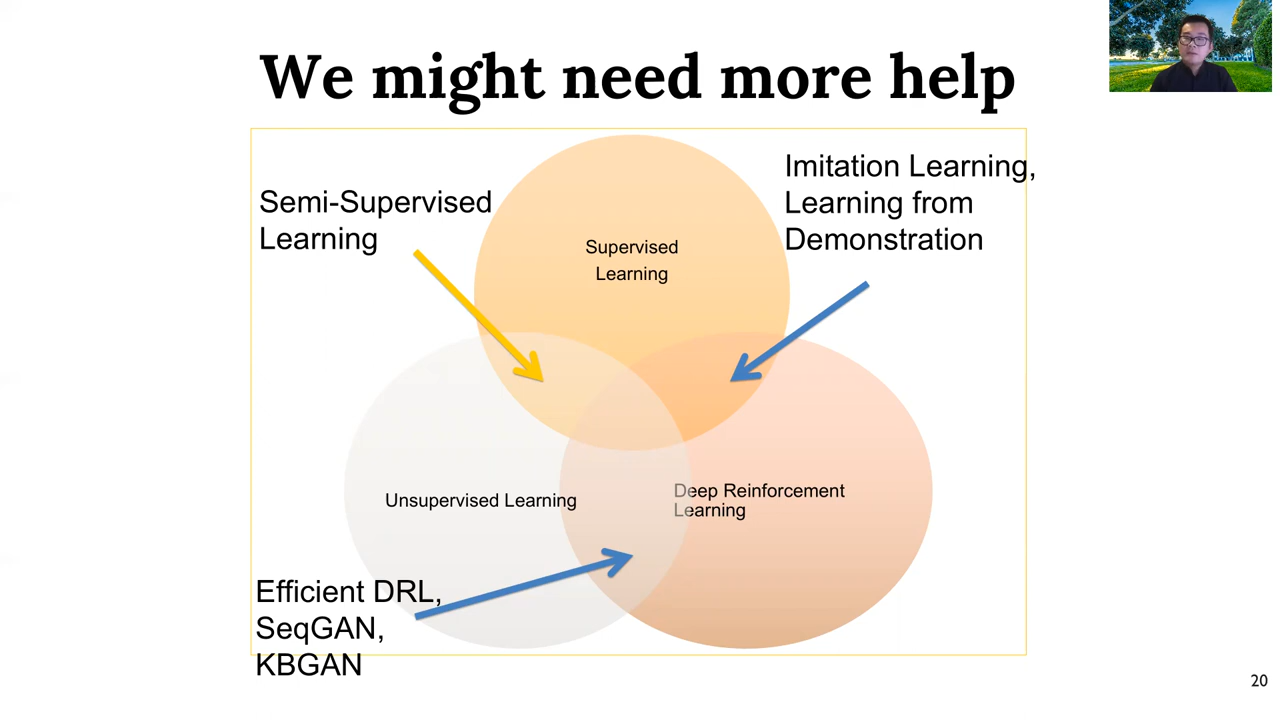 We might need more help
Semi-Supervised
Learning
Imitation Learning,
Learning from
Demonstration
Supervised
Learning
Unsupervised Learning
Deep Reinforcement
Learning
Efficient DRL,
SeqGAN,
KBGAN
20